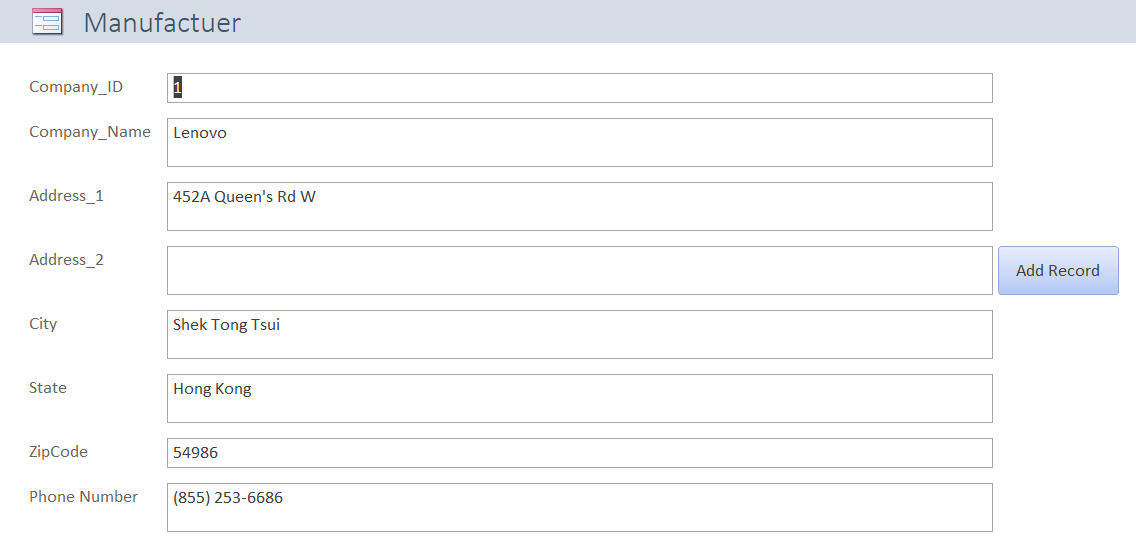 Manufactuer
Company_ID 1
Company_Name Lenovo
Address_1 452A Queen's Rd W
Address_2
Add Record
City Shek Tong Tsui
State Hong Kong
ZipCode 54986
Phone Number (855) 253-6686